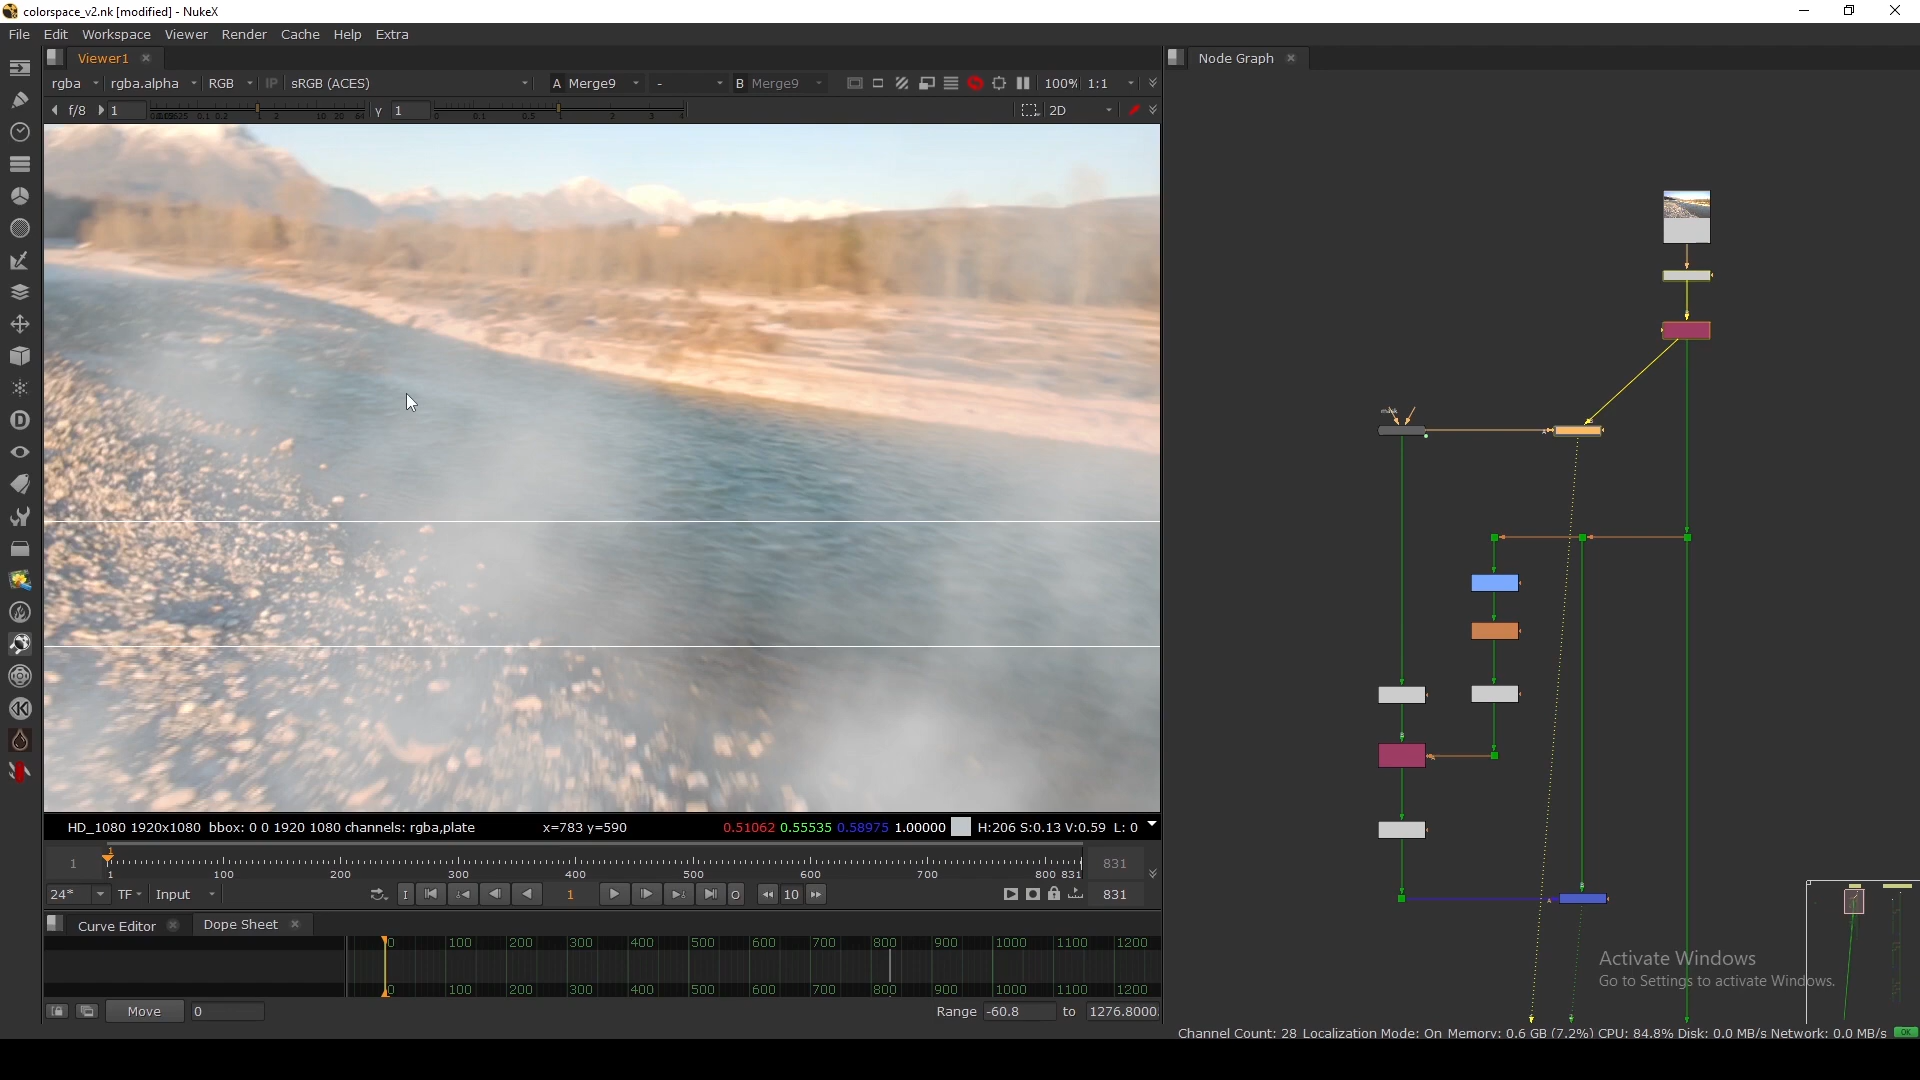 colorspace_v2.nk [modified] - NukeX
File Edit Workspace Viewer Render Cache Help Extra
Viewer1
Node Graph
rgba rgba.alpha RGB IP sRGB (ACES) A Merge9 - B Merge9 100% 1:1
f/8 1 γ 1 2D
HD_1080 1920x1080 bbox: 0 0 1920 1080 channels: rgba,plate x=783 y=590 0.51062 0.55535 0.58975 1.00000 H:206 S:0.13 V:0.59 L: 0
1 1 831
1 100 200 300 400 500 600 700 800 831
24* TF Input I 1 O 10 831
Curve Editor Dope Sheet
0 100 200 300 400 500 600 700 800 900 1000 1100 1200
0 100 200 300 400 500 600 700 800 900 1000 1100 1200
Move 0 Range -60.8 to 1276.8000
Activate Windows
Go to Settings to activate Windows.
Channel Count: 28 Localization Mode: On Memory: 0.6 GB (7.2%) CPU: 84.8% Disk: 0.0 MB/s Network: 0.0 MB/s OK